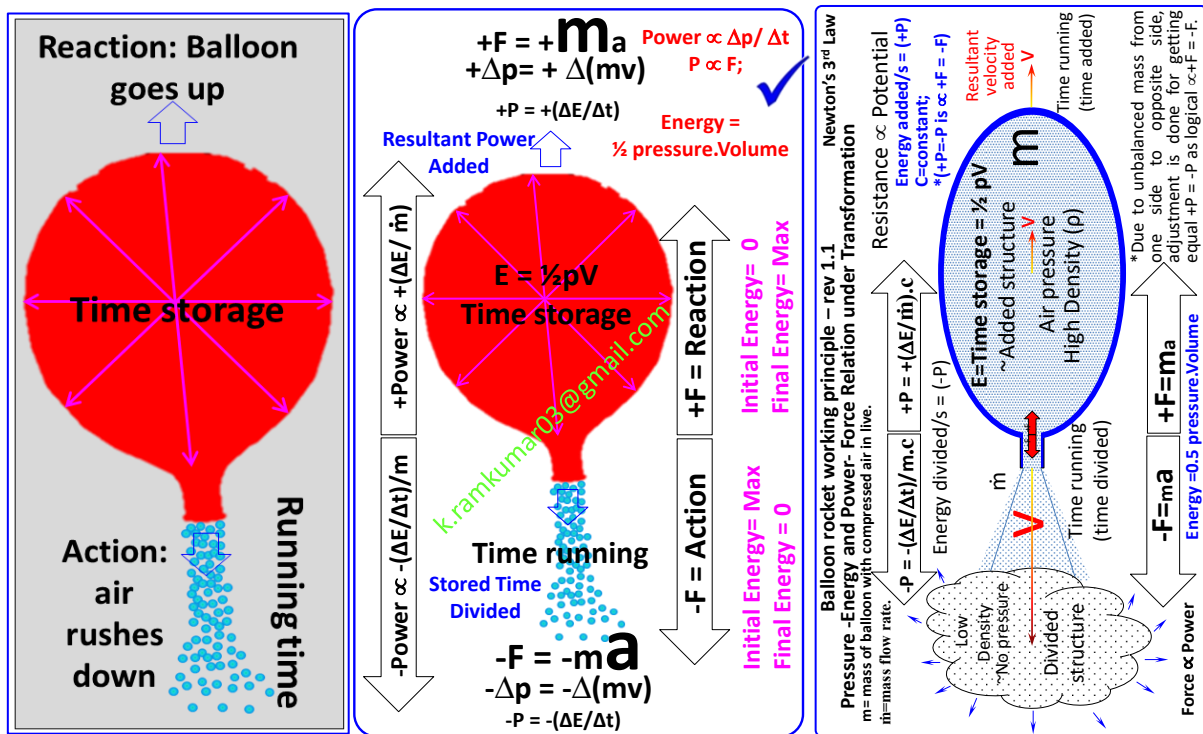 Reaction: Balloon
goes up
Time storage
Action:
air
rushes
down
Running time
+F = +ma
+Δp= + Δ(mv)
+P = +(ΔE/Δt)
Power ∝ Δp/ Δt
P ∝ F;
Energy =
½ pressure.Volume
Resultant Power
Added
+Power ∝ +(ΔE/ ṁ)
-Power ∝ -(ΔE/Δt)/m
E = ½pV
Time storage
k.ramkumar03@gmail.com
+F = Reaction
-F = Action
Initial Energy= 0
Final Energy= Max
Initial Energy= Max
Final Energy = 0
Time running
Stored Time
Divided
-F = -ma
-Δp = -Δ(mv)
-P = -(ΔE/Δt)
Balloon rocket working principle – rev 1.1
Newton's 3rd Law
Pressure -Energy and Power- Force Relation under Transformation
m= mass of balloon with compressed air in live.
ṁ=mass flow rate.
-P = -(ΔE/Δt)/m.c
+P = +(ΔE/ ṁ).c
Resistance ∝ Potential
Energy divided/s = (-P)
Energy added/s = (+P)
C=constant;
*(+P=-P is ∝ +F = -F)
Resultant
velocity
added
V
Time running
(time added)
m
E=Time storage = ½ pV
~Added structure
V
Air pressure
High Density (ρ)
ṁ
V
Time running
(time divided)
Low
Density
~No pressure
Divided
structure
-F=ma
+F=ma
*Due to unbalanced mass from
one side to opposite side,
adjustment is done for getting
equal +P = -P as logical ∝+F = -F.
Force ∝ Power
Energy =0.5 pressure.Volume